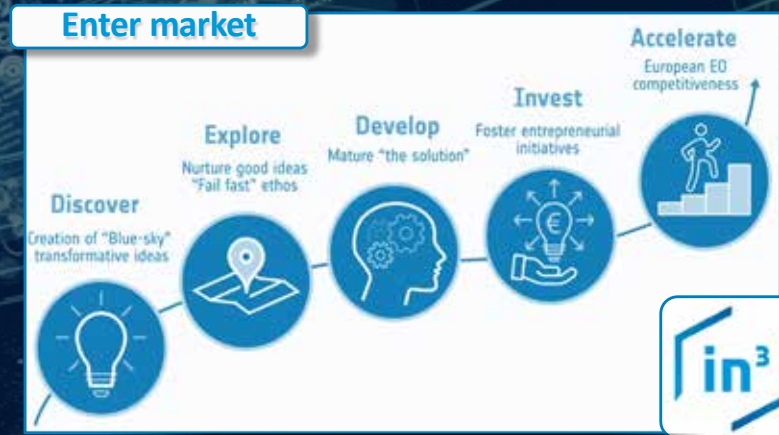 Enter market
Discover
Creation of "Blue-sky"
transformative ideas
Explore
Nurture good ideas
"Fail fast" ethos
Develop
Mature "the solution"
Invest
Foster entrepreneurial
initiatives
€
Accelerate
European EO
competitiveness
in³